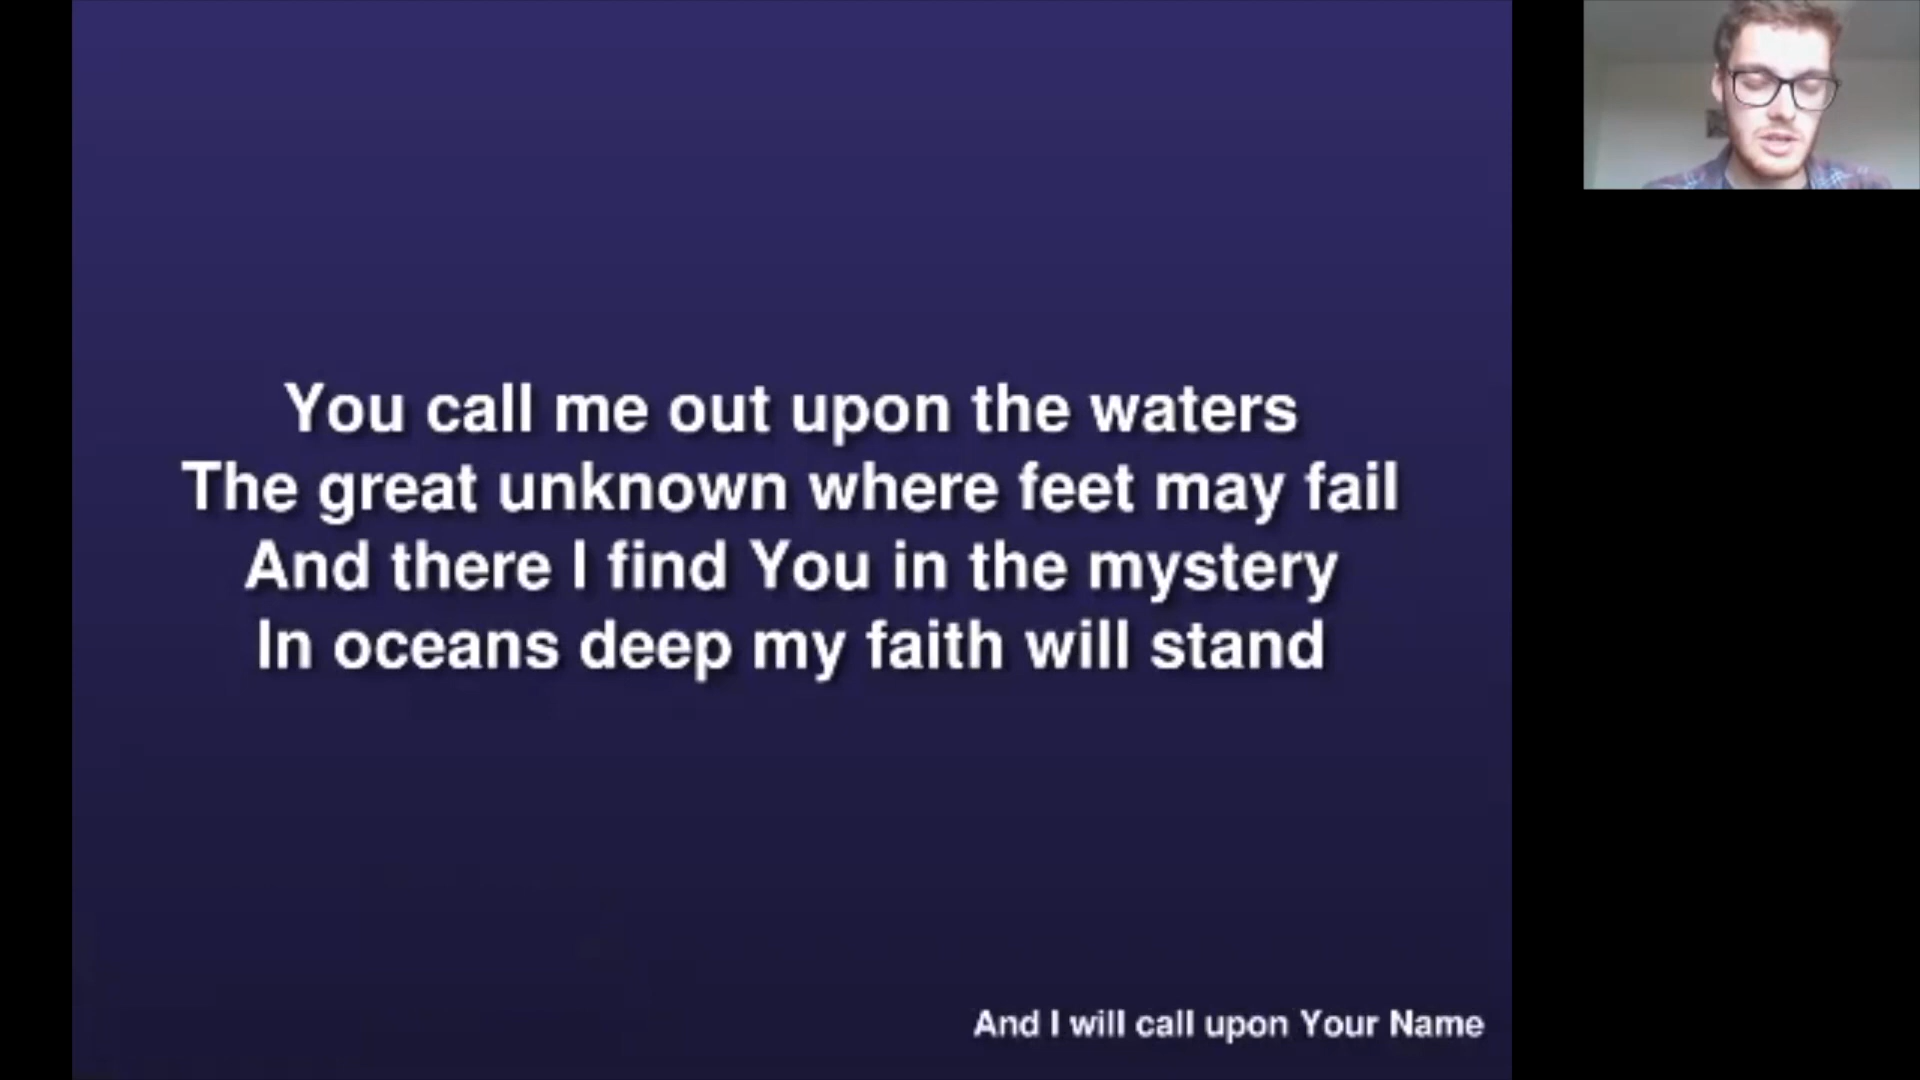 You call me out upon the waters
The great unknown where feet may fail
And there I find You in the mystery
In oceans deep my faith will stand
And I will call upon Your Name